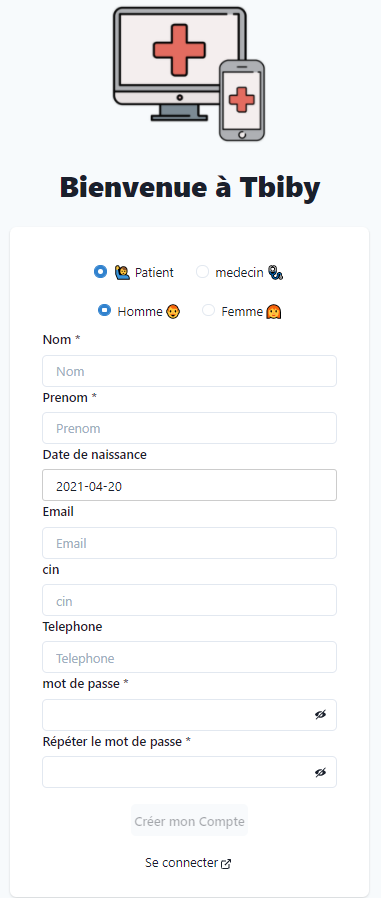 Bienvenue à Tbiby
Patient medecin
Homme Femme
Nom *
Nom
Prenom *
Prenom
Date de naissance
2021-04-20
Email
Email
cin
cin
Telephone
Telephone
mot de passe *
Répéter le mot de passe *
Créer mon Compte
Se connecter